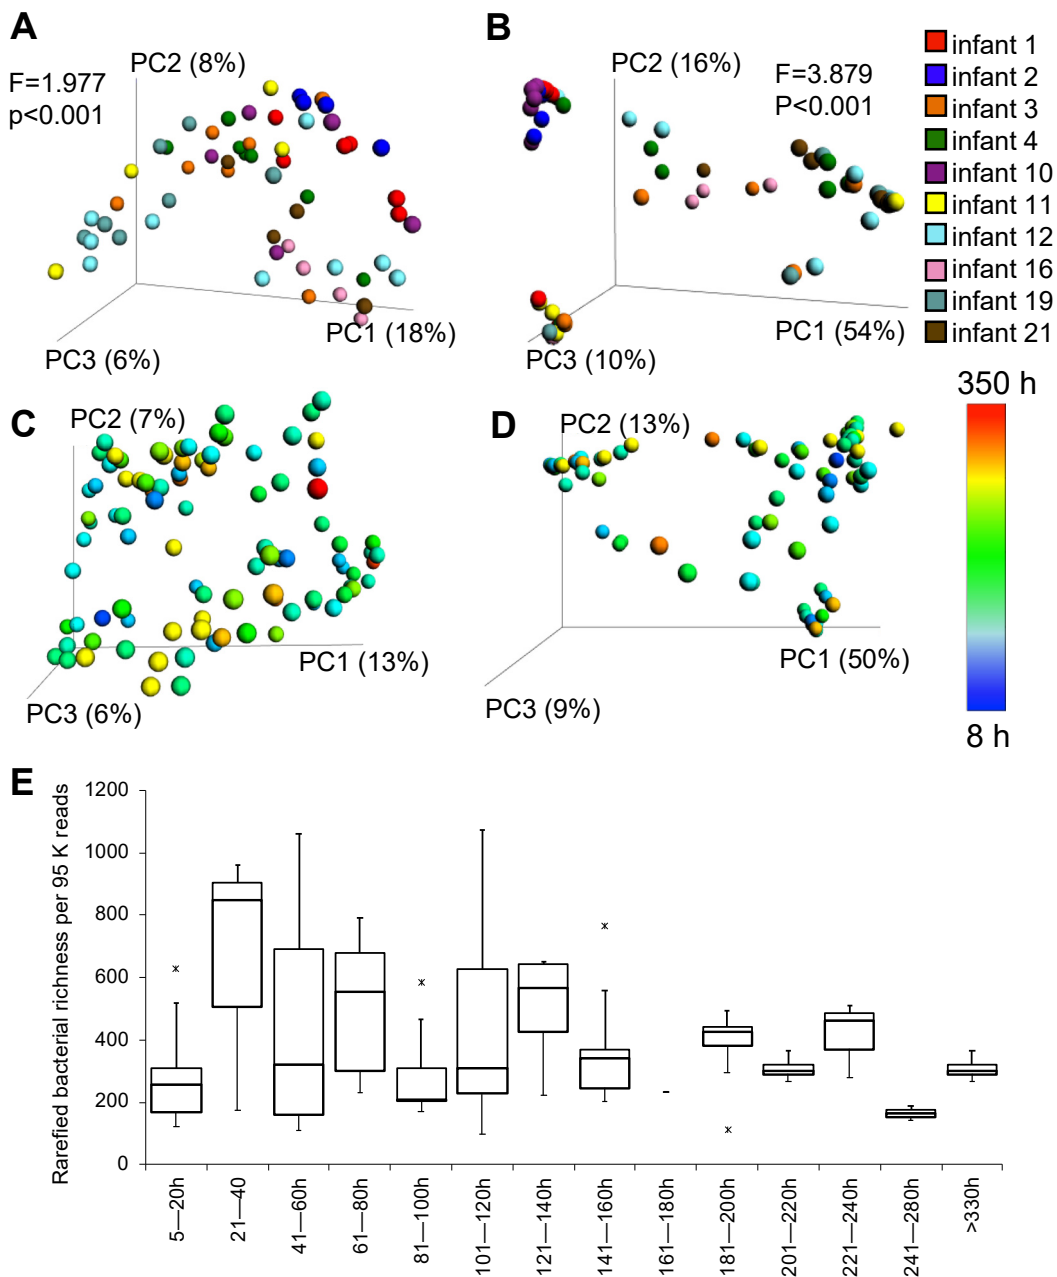 A
PC2 (8%)
F=1.977
p<0.001
PC1 (18%)
PC3 (6%)
B
PC2 (16%)
F=3.879
P<0.001
PC1 (54%)
PC3 (10%)
infant 1
infant 2
infant 3
infant 4
infant 10
infant 11
infant 12
infant 16
infant 19
infant 21
350 h
8 h
C
PC2 (7%)
PC1 (13%)
PC3 (6%)
D
PC2 (13%)
PC1 (50%)
PC3 (9%)
E
Rarefied bacterial richness per 95 K reads
1200
1000
800
600
400
200
0
5—20h
21—40
41—60h
61—80h
81—100h
101—120h
121—140h
141—160h
161—180h
181—200h
201—220h
221—240h
241—280h
>330h